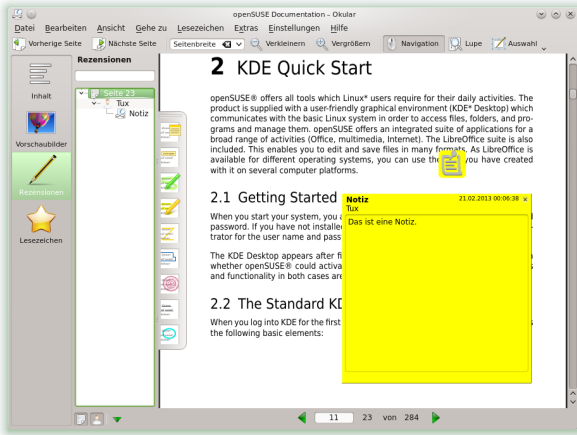 openSUSE Documentation – Okular
Datei Bearbeiten Ansicht Gehe zu Lesezeichen Extras Einstellungen Hilfe
Vorherige Seite Nächste Seite Seitenbreite Verkleinern Vergrößern Navigation Lupe Auswahl
Rezensionen
Inhalt
Vorschaubilder
Rezensionen
Lesezeichen
Seite 23
Tux
Notiz
2 KDE Quick Start
openSUSE® offers all tools which Linux* users require for their daily activities. The
product is supplied with a user-friendly graphical environment (KDE* Desktop) which
communicates with the basic Linux system in order to access files, folders, and pro-
grams and manage them. openSUSE offers an integrated suite of applications for a
broad range of activities (Office, multimedia, Internet). The LibreOffice suite is also
included. This enables you to edit and save files in many formats. As LibreOffice is
available for different operating systems, you can use the you have created
with it on several computer platforms.
2.1 Getting Started
When you start your system, you
password. If you have not installe
trator for the user name and pass
The KDE Desktop appears after fi
whether openSUSE® could activa
and functionality in both cases are
2.2 The Standard KD
When you log into KDE for the first
the following basic elements:
Notiz 21.02.2013 00:06:38
Tux
Das ist eine Notiz.
11 23 von 284